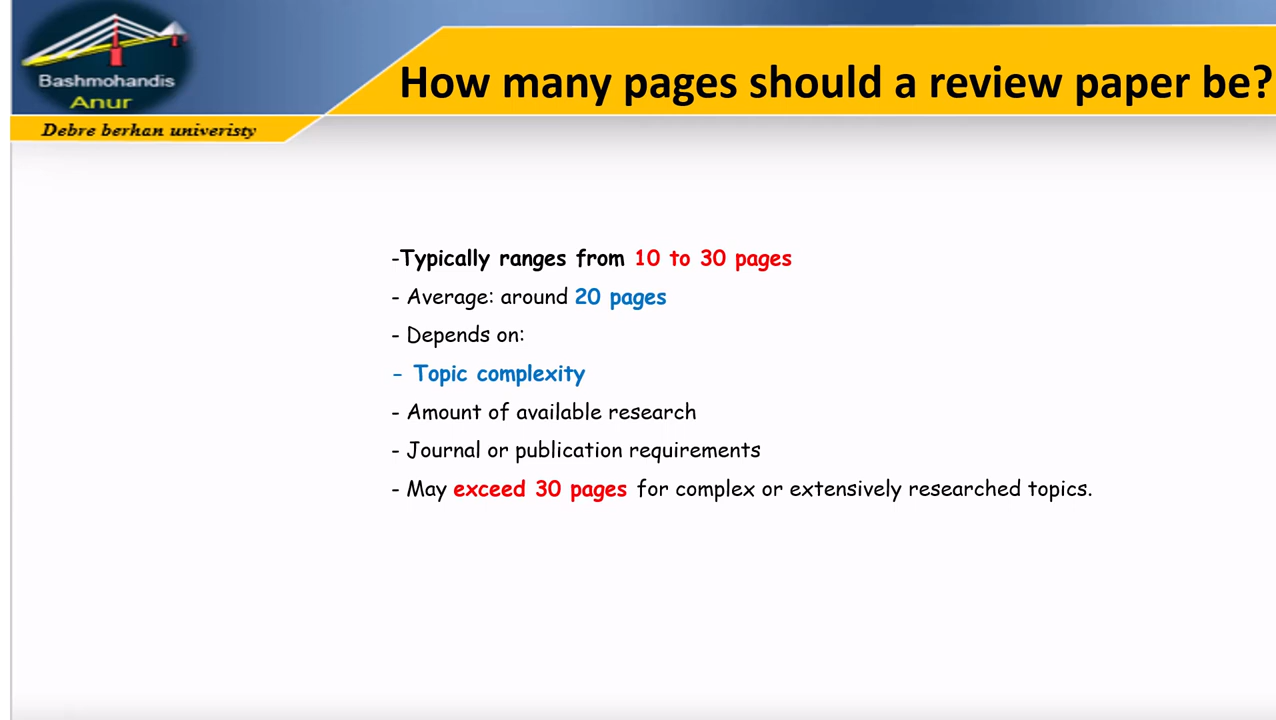 Bashmohandis
Anur
Debre berhan univeristy
How many pages should a review paper be?
-Typically ranges from 10 to 30 pages
- Average: around 20 pages
- Depends on:
- Topic complexity
- Amount of available research
- Journal or publication requirements
- May exceed 30 pages for complex or extensively researched topics.